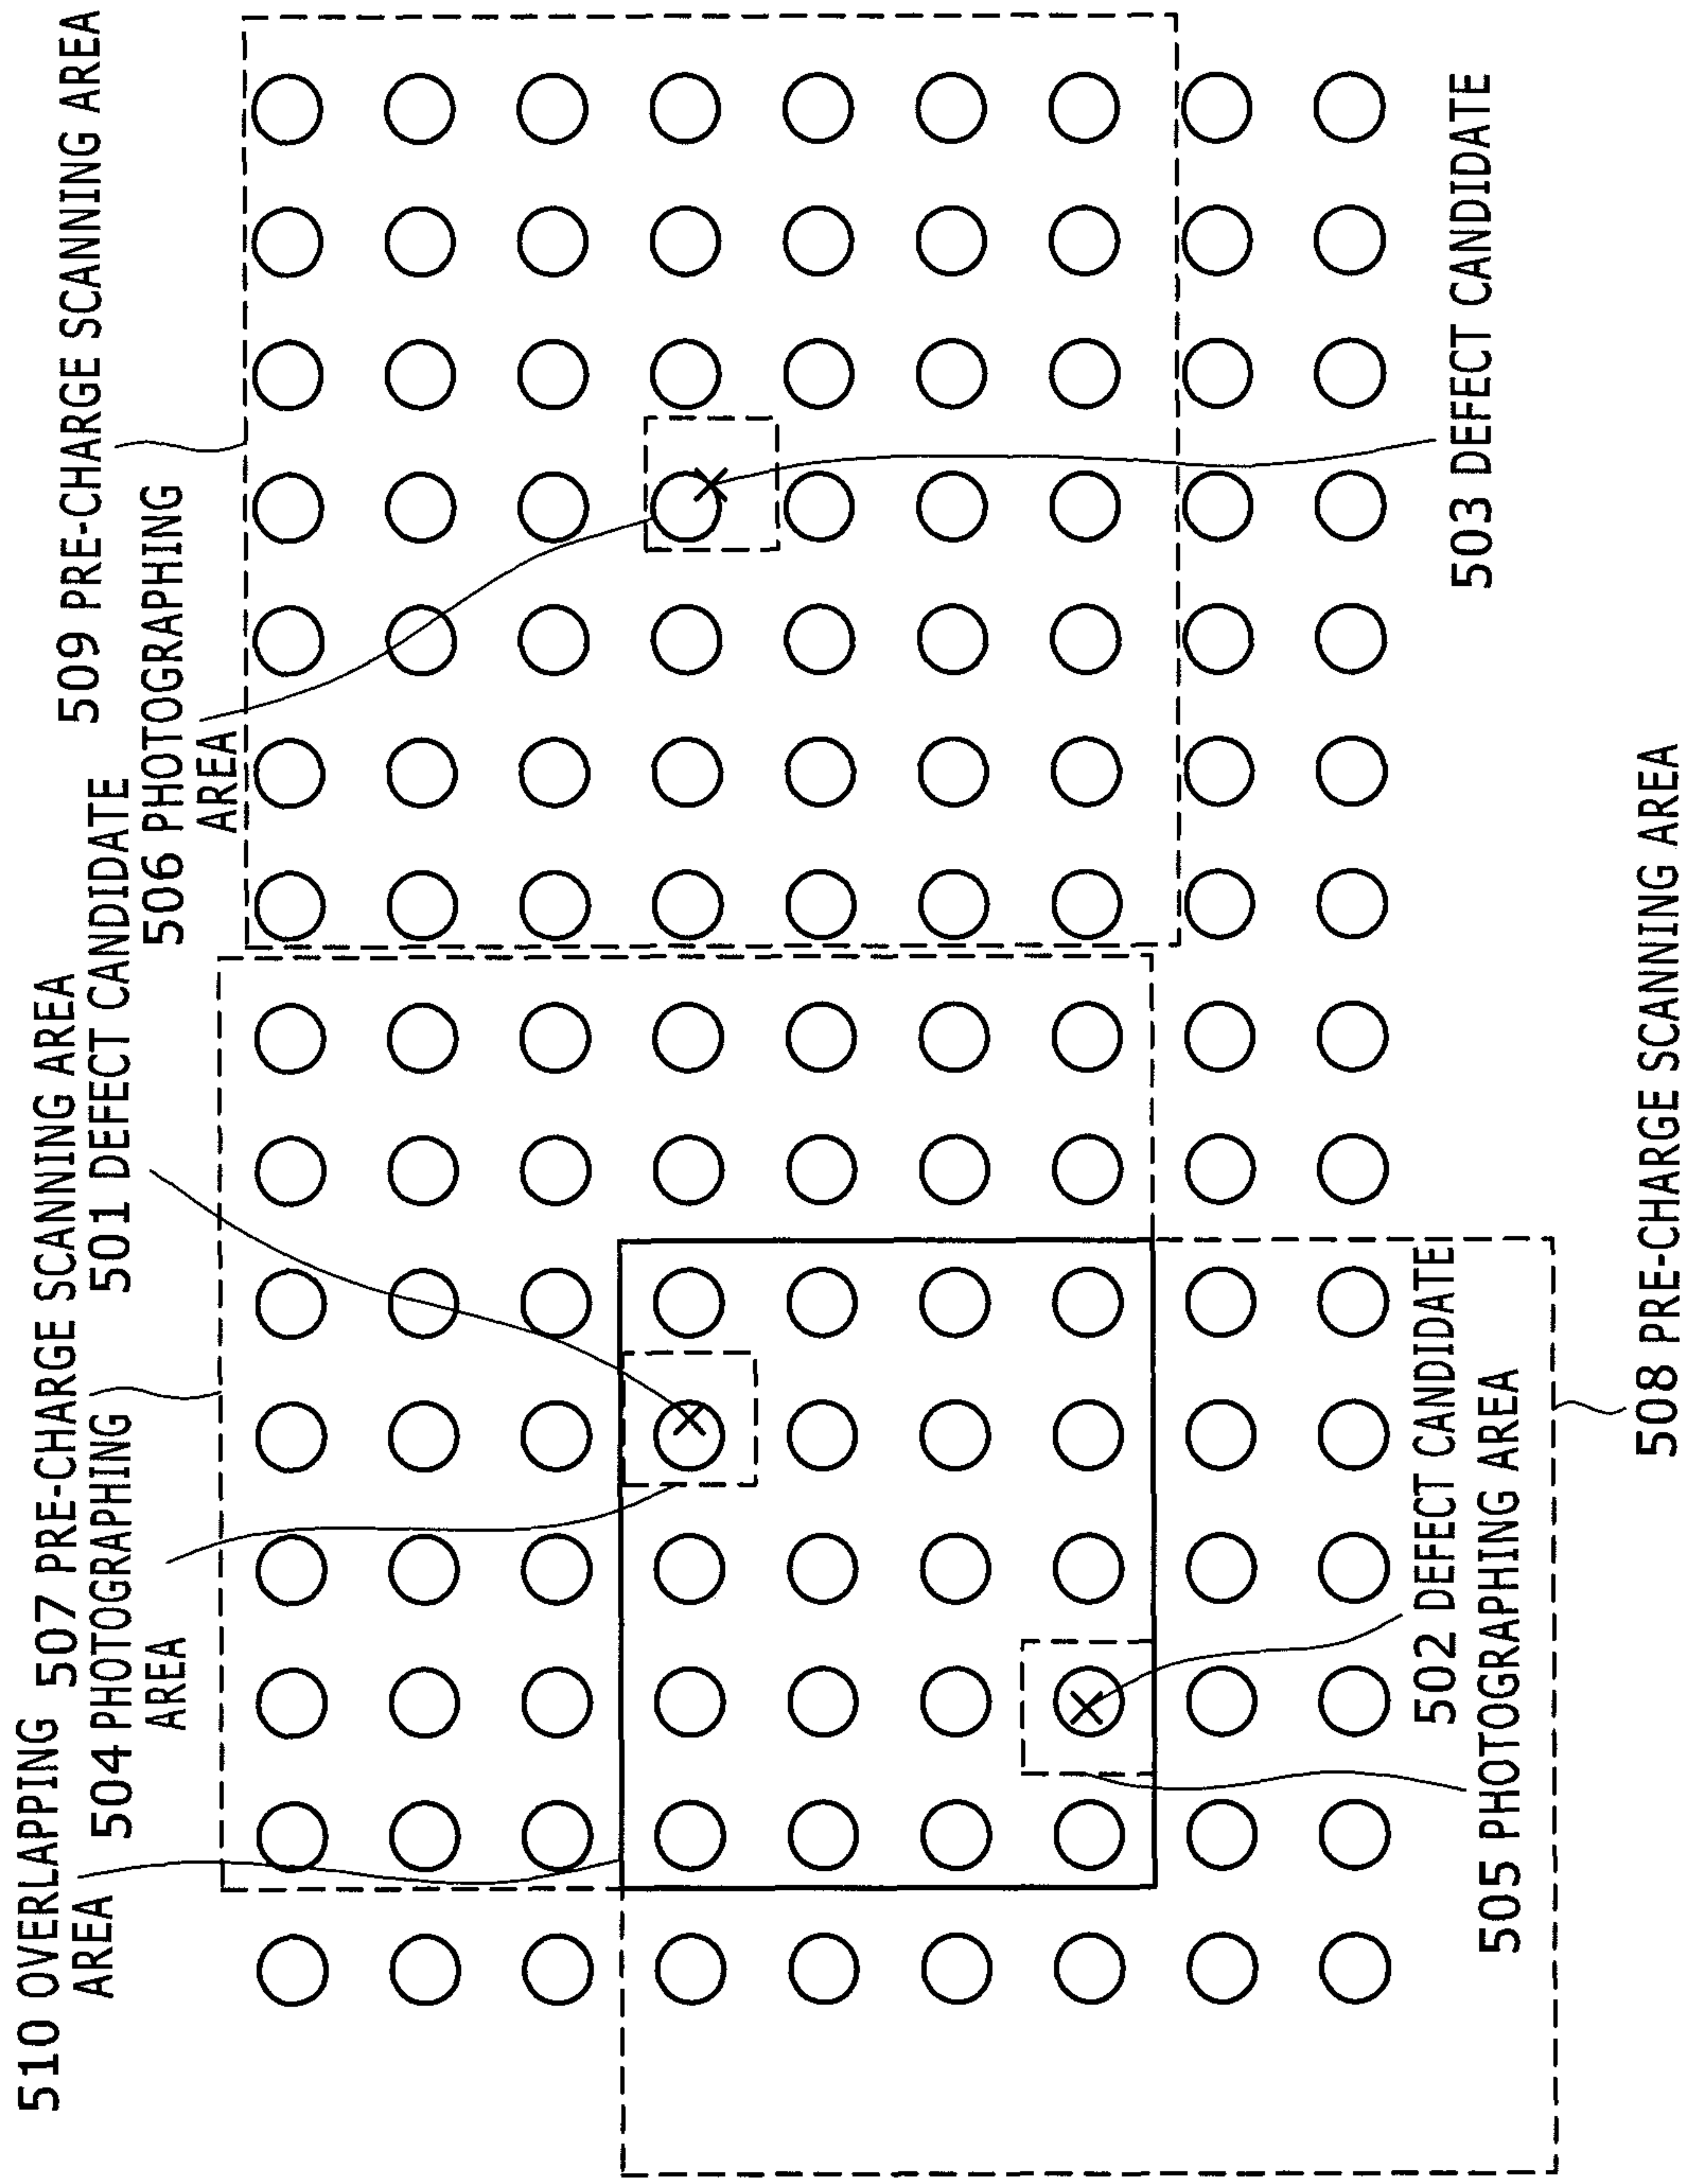 510 OVERLAPPING
AREA
507 PRE-CHARGE SCANNING AREA
504 PHOTOGRAPHING
AREA
501 DEFECT CANDIDATE
509 PRE-CHARGE SCANNING AREA
506 PHOTOGRAPHING
AREA
502 DEFECT CANDIDATE
505 PHOTOGRAPHING AREA
503 DEFECT CANDIDATE
508 PRE-CHARGE SCANNING AREA